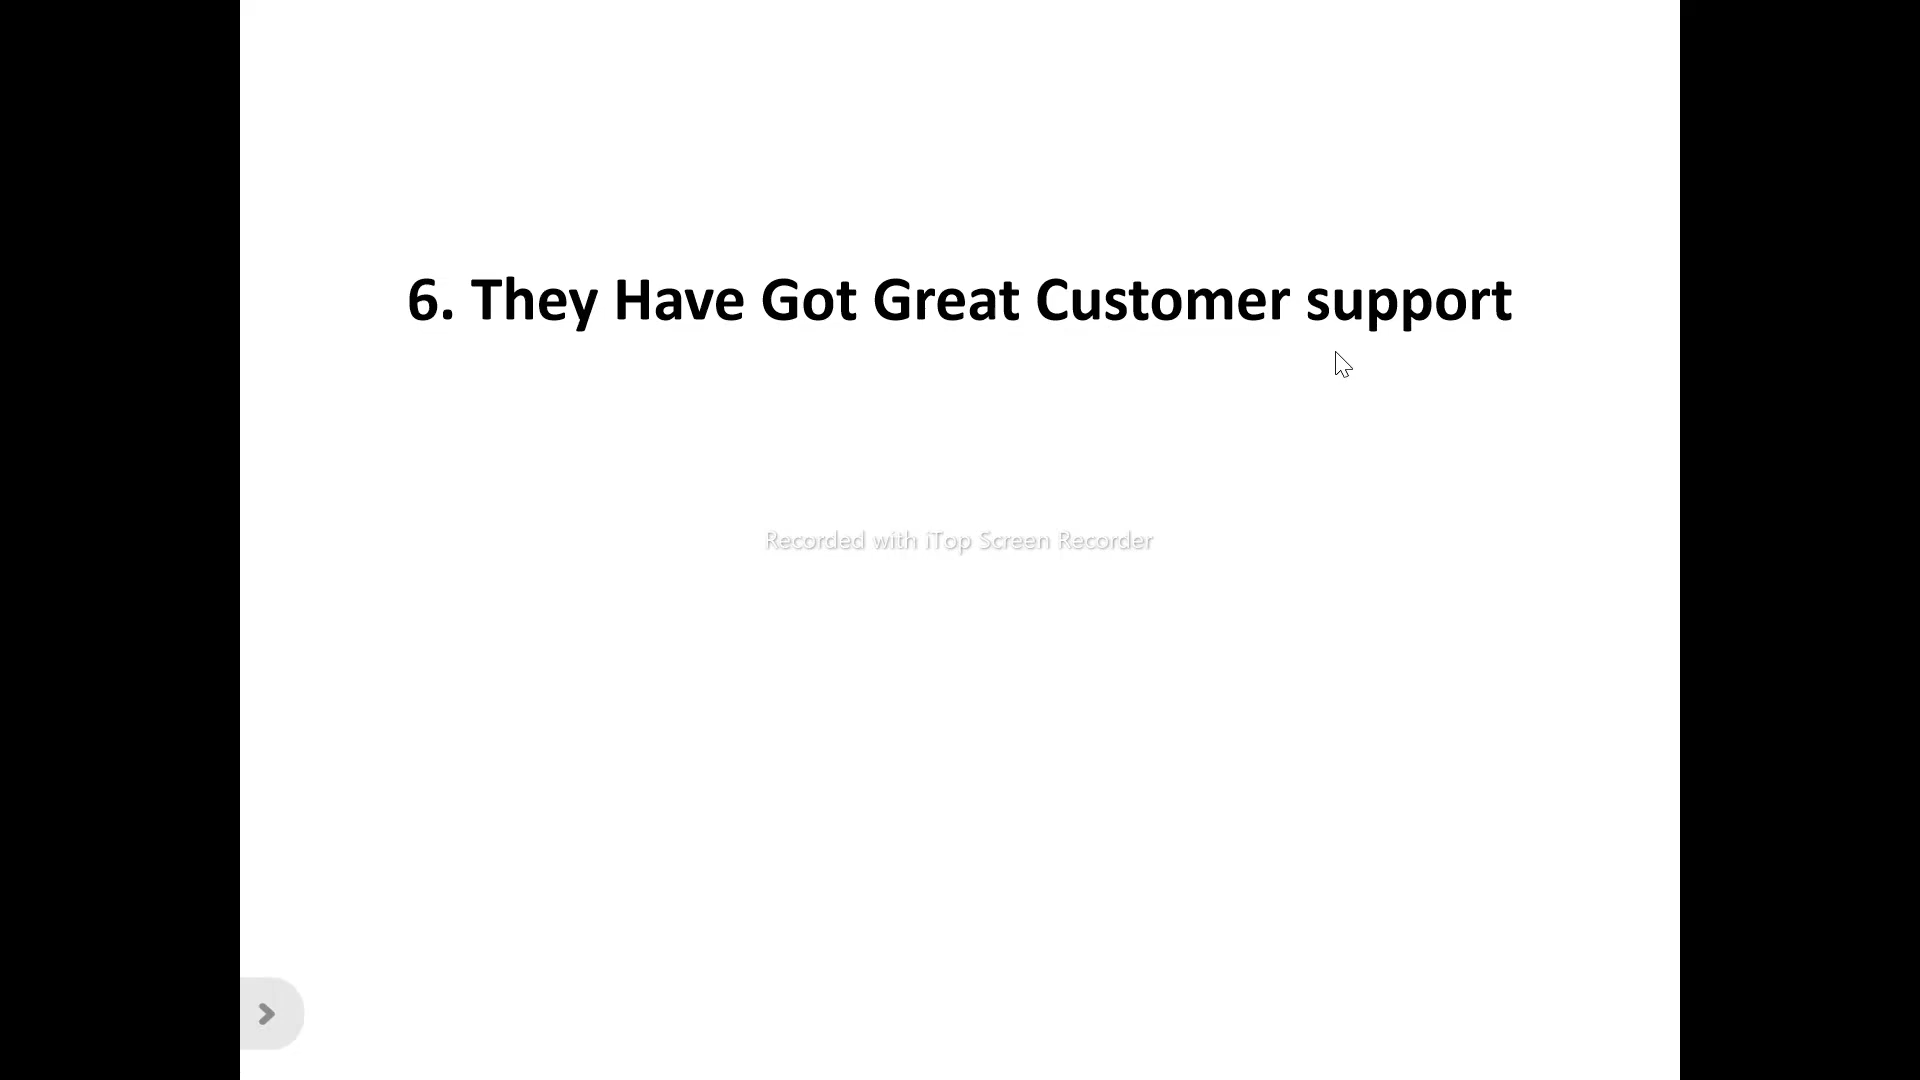 6. They Have Got Great Customer support
Recorded with iTop Screen Recorder